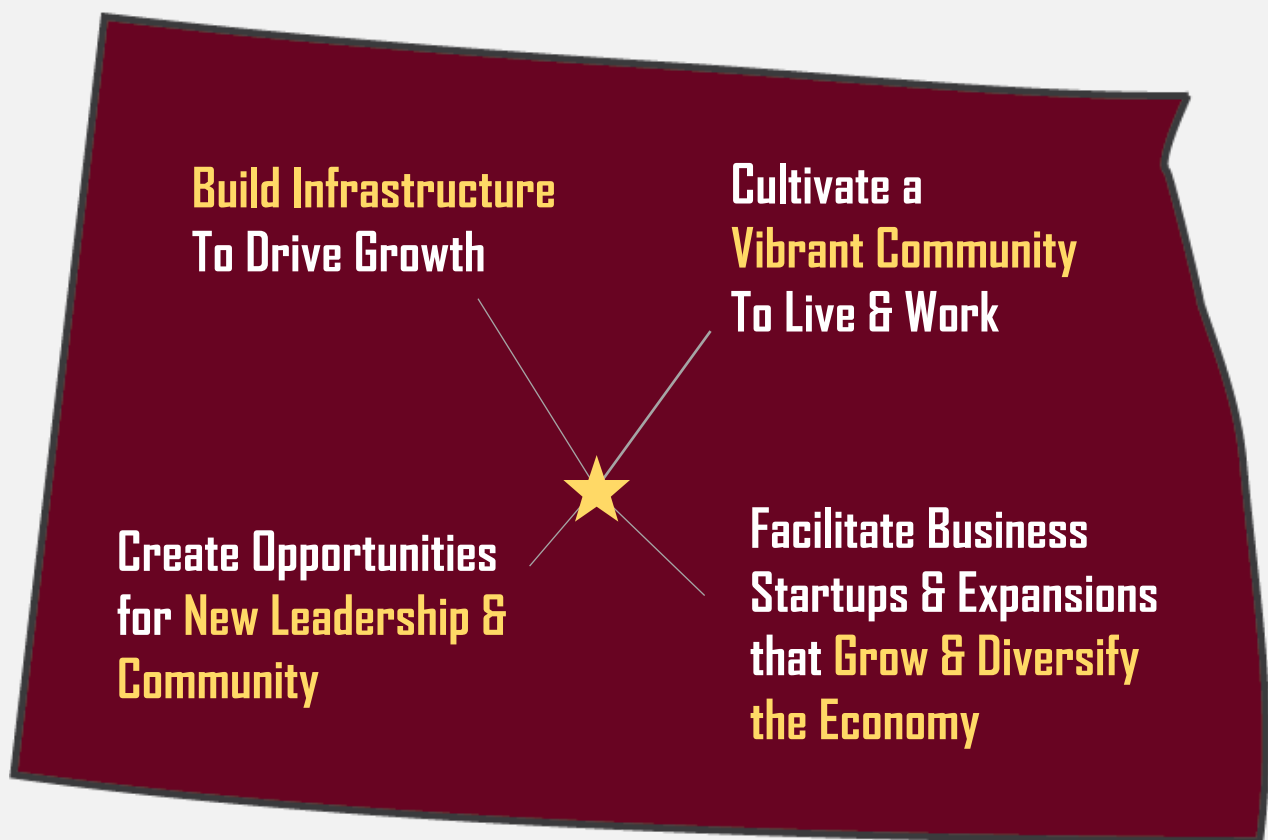 Build Infrastructure
To Drive Growth
Cultivate a
Vibrant Community
To Live & Work
Create Opportunities
for New Leadership &
Community
Facilitate Business
Startups & Expansions
that Grow & Diversify
the Economy